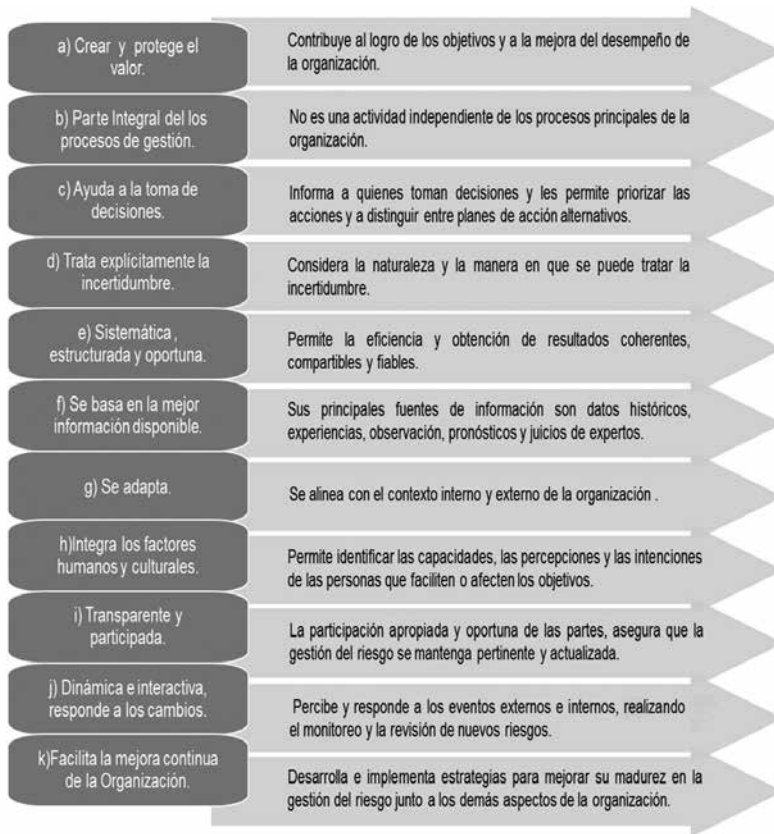 a) Crear y protege el
valor.
Contribuye al logro de los objetivos y a la mejora del desempeño de
la organización.
b) Parte Integral del los
procesos de gestión.
No es una actividad independiente de los procesos principales de la
organización.
c) Ayuda a la toma de
decisiones.
Informa a quienes toman decisiones y les permite priorizar las
acciones y a distinguir entre planes de acción alternativos.
d) Trata explícitamente la
incertidumbre.
Considera la naturaleza y la manera en que se puede tratar la
incertidumbre.
e) Sistemática ,
estructurada y oportuna.
Permite la eficiencia y obtención de resultados coherentes,
compartibles y fiables.
f) Se basa en la mejor
información disponible.
Sus principales fuentes de información son datos históricos,
experiencias, observación, pronósticos y juicios de expertos.
g) Se adapta.
Se alinea con el contexto interno y externo de la organización .
h)Integra los factores
humanos y culturales.
Permite identificar las capacidades, las percepciones y las intenciones
de las personas que faciliten o afecten los objetivos.
i) Transparente y
participada.
La participación apropiada y oportuna de las partes, asegura que la
gestión del riesgo se mantenga pertinente y actualizada.
j) Dinámica e interactiva,
responde a los cambios.
Percibe y responde a los eventos externos e internos, realizando
el monitoreo y la revisión de nuevos riesgos.
k)Facilita la mejora continua
de la Organización.
Desarrolla e implementa estrategias para mejorar su madurez en la
gestión del riesgo junto a los demás aspectos de la organización.